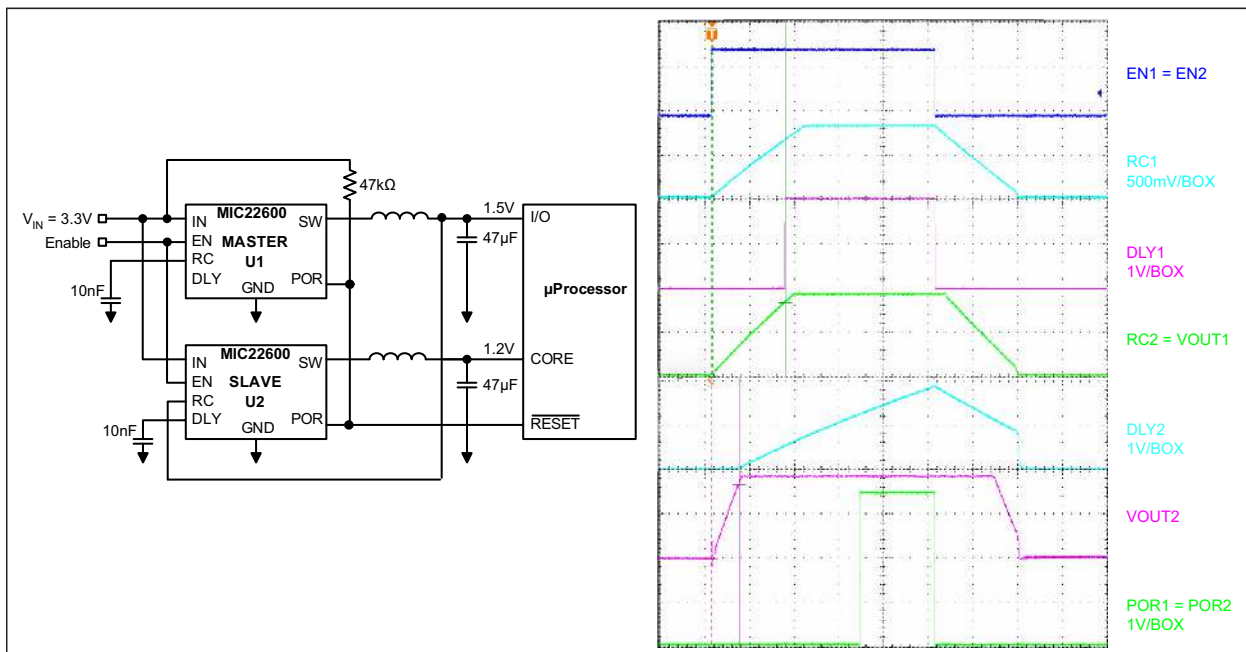 47kΩ
V_IN = 3.3V
Enable
IN
EN
RC
DLY
MIC22600
MASTER
U1
GND
SW
POR
10nF
1.5V
47µF
I/O
µProcessor
IN
EN
RC
DLY
MIC22600
SLAVE
U2
GND
SW
POR
10nF
1.2V
47µF
CORE
RESET
T
EN1 = EN2
RC1
500mV/BOX
DLY1
1V/BOX
RC2 = VOUT1
DLY2
1V/BOX
VOUT2
POR1 = POR2
1V/BOX